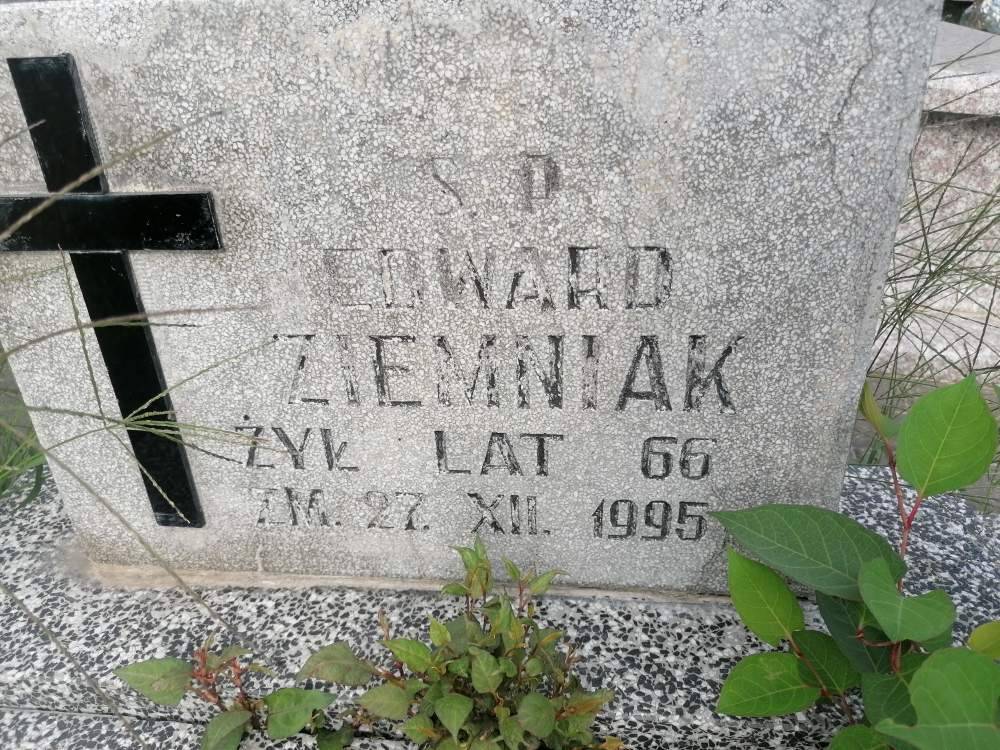 Ś. P.
EDWARD
ZIEMNIAK
ŻYŁ LAT 66
ZM. 27. XII. 1995